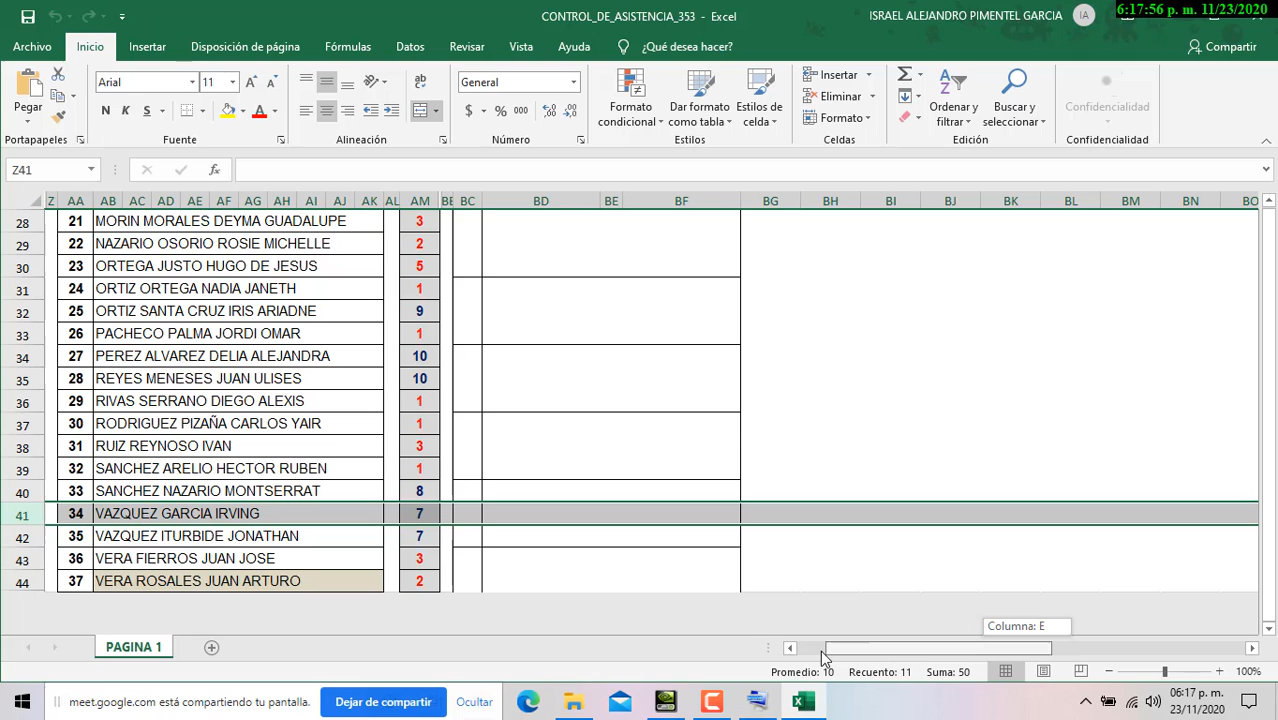 6:17:56 p. m. 11/23/2020
CONTROL_DE_ASISTENCIA_353 - Excel
ISRAEL ALEJANDRO PIMENTEL GARCIA IA
Archivo Inicio Insertar Disposición de página Fórmulas Datos Revisar Vista Ayuda ¿Qué desea hacer? Compartir
Pegar
Arial 11
N K S
General
$ % 000
Formato condicional
Dar formato como tabla
Estilos de celda
Insertar
Eliminar
Formato
Ordenar y filtrar
Buscar y seleccionar
Confidencialidad
Portapapeles Fuente Alineación Número Estilos Celdas Edición Confidencialidad
Z41 fx
Z AA AB AC AD AE AF AG AH AI AJ AK AL AM BC BD BE BF BG BH BI BJ BK BL BM BN BO
28 21 MORIN MORALES DEYMA GUADALUPE 3
29 22 NAZARIO OSORIO ROSIE MICHELLE 2
30 23 ORTEGA JUSTO HUGO DE JESUS 5
31 24 ORTIZ ORTEGA NADIA JANETH 1
32 25 ORTIZ SANTA CRUZ IRIS ARIADNE 9
33 26 PACHECO PALMA JORDI OMAR 1
34 27 PEREZ ALVAREZ DELIA ALEJANDRA 10
35 28 REYES MENESES JUAN ULISES 10
36 29 RIVAS SERRANO DIEGO ALEXIS 1
37 30 RODRIGUEZ PIZAÑA CARLOS YAIR 1
38 31 RUIZ REYNOSO IVAN 3
39 32 SANCHEZ ARELIO HECTOR RUBEN 1
40 33 SANCHEZ NAZARIO MONTSERRAT 8
41 34 VAZQUEZ GARCIA IRVING 7
42 35 VAZQUEZ ITURBIDE JONATHAN 7
43 36 VERA FIERROS JUAN JOSE 3
44 37 VERA ROSALES JUAN ARTURO 2
Columna: E
PAGINA 1
Promedio: 10 Recuento: 11 Suma: 50 100%
meet.google.com está compartiendo tu pantalla. Dejar de compartir Ocultar
06:17 p.m.
23/11/2020